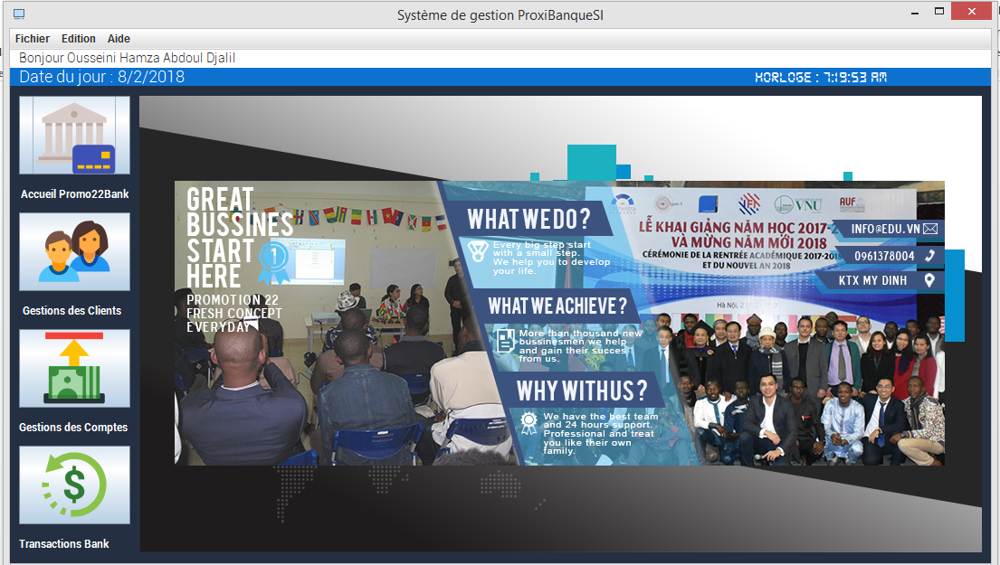 Système de gestion ProxiBanqueSI
Fichier Edition Aide
Bonjour Ousseini Hamza Abdoul Djalil
Date du jour : 8/2/2018
HORLOGE : 7:19:53 AM
Accueil Promo22Bank
Gestions des Clients
Gestions des Comptes
Transactions Bank
GREAT
BUSSINES
START
HERE
1
PROMOTION 22
FRESH CONCEPT
EVERYDAY
WHAT WE DO ?
Every big step start
with a small step.
We help you to develop
your life.
WHAT WE ACHIEVE ?
More than thousand new
bussinesmen we help
and gain their succes
from us.
WHY WITH US ?
We have the best team
and 24 hours support.
Professional and treat
you like their own
family.
VNU
AUF
LỄ KHAI GIẢNG NĂM HỌC 2017-2
VÀ MỪNG NĂM MỚI 2018
CÉRÉMONIE DE LA RENTRÉE ACADÉMIQUE 2017-2018
ET DU NOUVEL AN 2018
Hà Nội,
INFO@EDU.VN
0961378004
KTX MY DINH